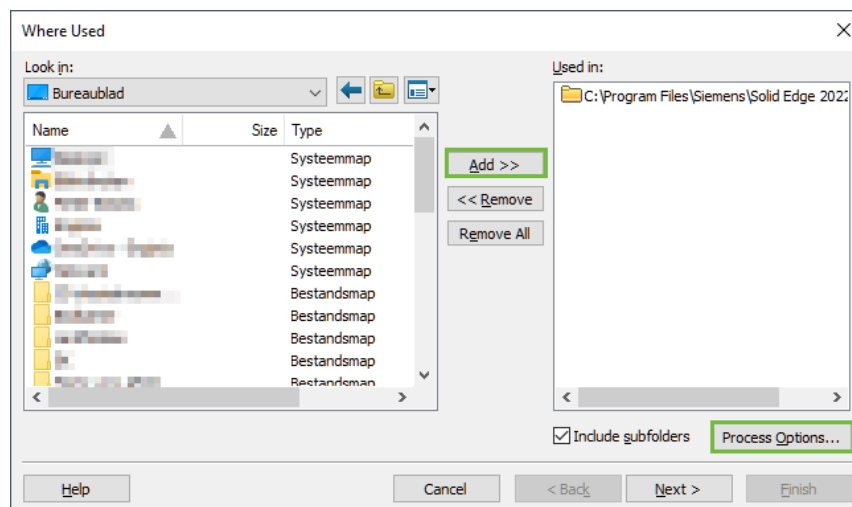 Where Used
Look in:
Bureaublad
Name Size Type
Systeemmap
Systeemmap
Systeemmap
Systeemmap
Systeemmap
Systeemmap
Bestandsmap
Bestandsmap
Bestandsmap
Bestandsmap
Bestandsmap
Add >>
<< Remove
Remove All
Used in:
C:\Program Files\Siemens\Solid Edge 2022
Include subfolders
Process Options...
Help
Cancel
< Back
Next >
Finish